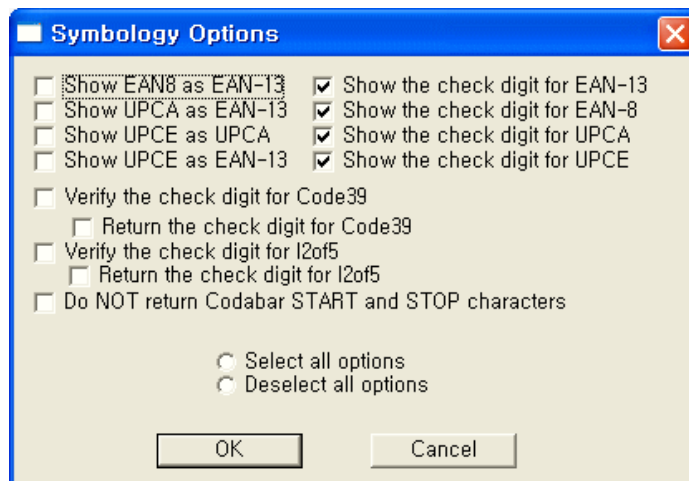 Symbology Options
Show EAN8 as EAN-13 Show the check digit for EAN-13
Show UPCA as EAN-13 Show the check digit for EAN-8
Show UPCE as UPCA Show the check digit for UPCA
Show UPCE as EAN-13 Show the check digit for UPCE
Verify the check digit for Code39
Return the check digit for Code39
Verify the check digit for I2of5
Return the check digit for I2of5
Do NOT return Codabar START and STOP characters
Select all options
Deselect all options
OK Cancel